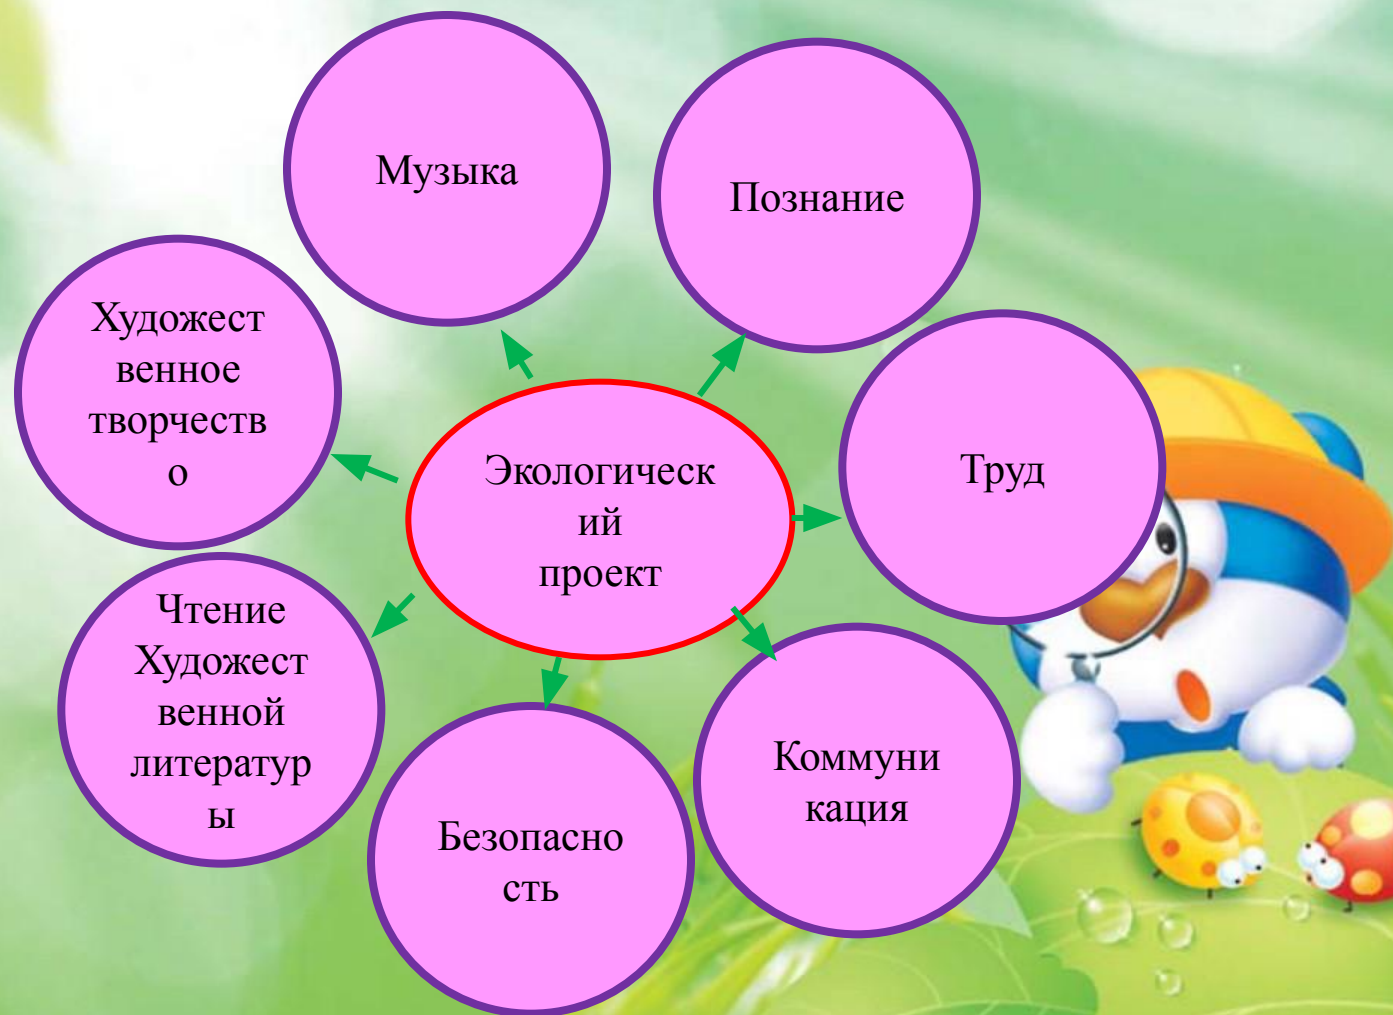 Музыка
Познание
Художест
венное
творчеств
о
Экологическ
ий
проект
Труд
Чтение
Художест
венной
литератур
ы
Безопасно
сть
Коммуни
кация